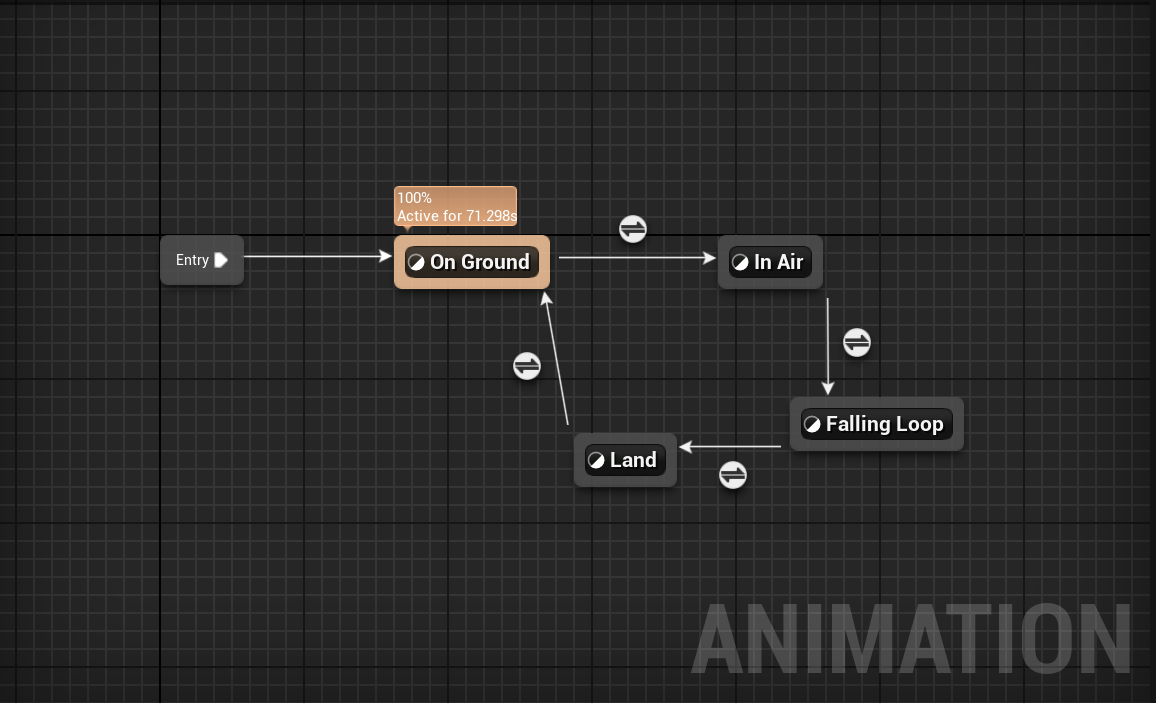 100%
Active for 71.298s
Entry
On Ground
In Air
Falling Loop
Land
ANIMATION